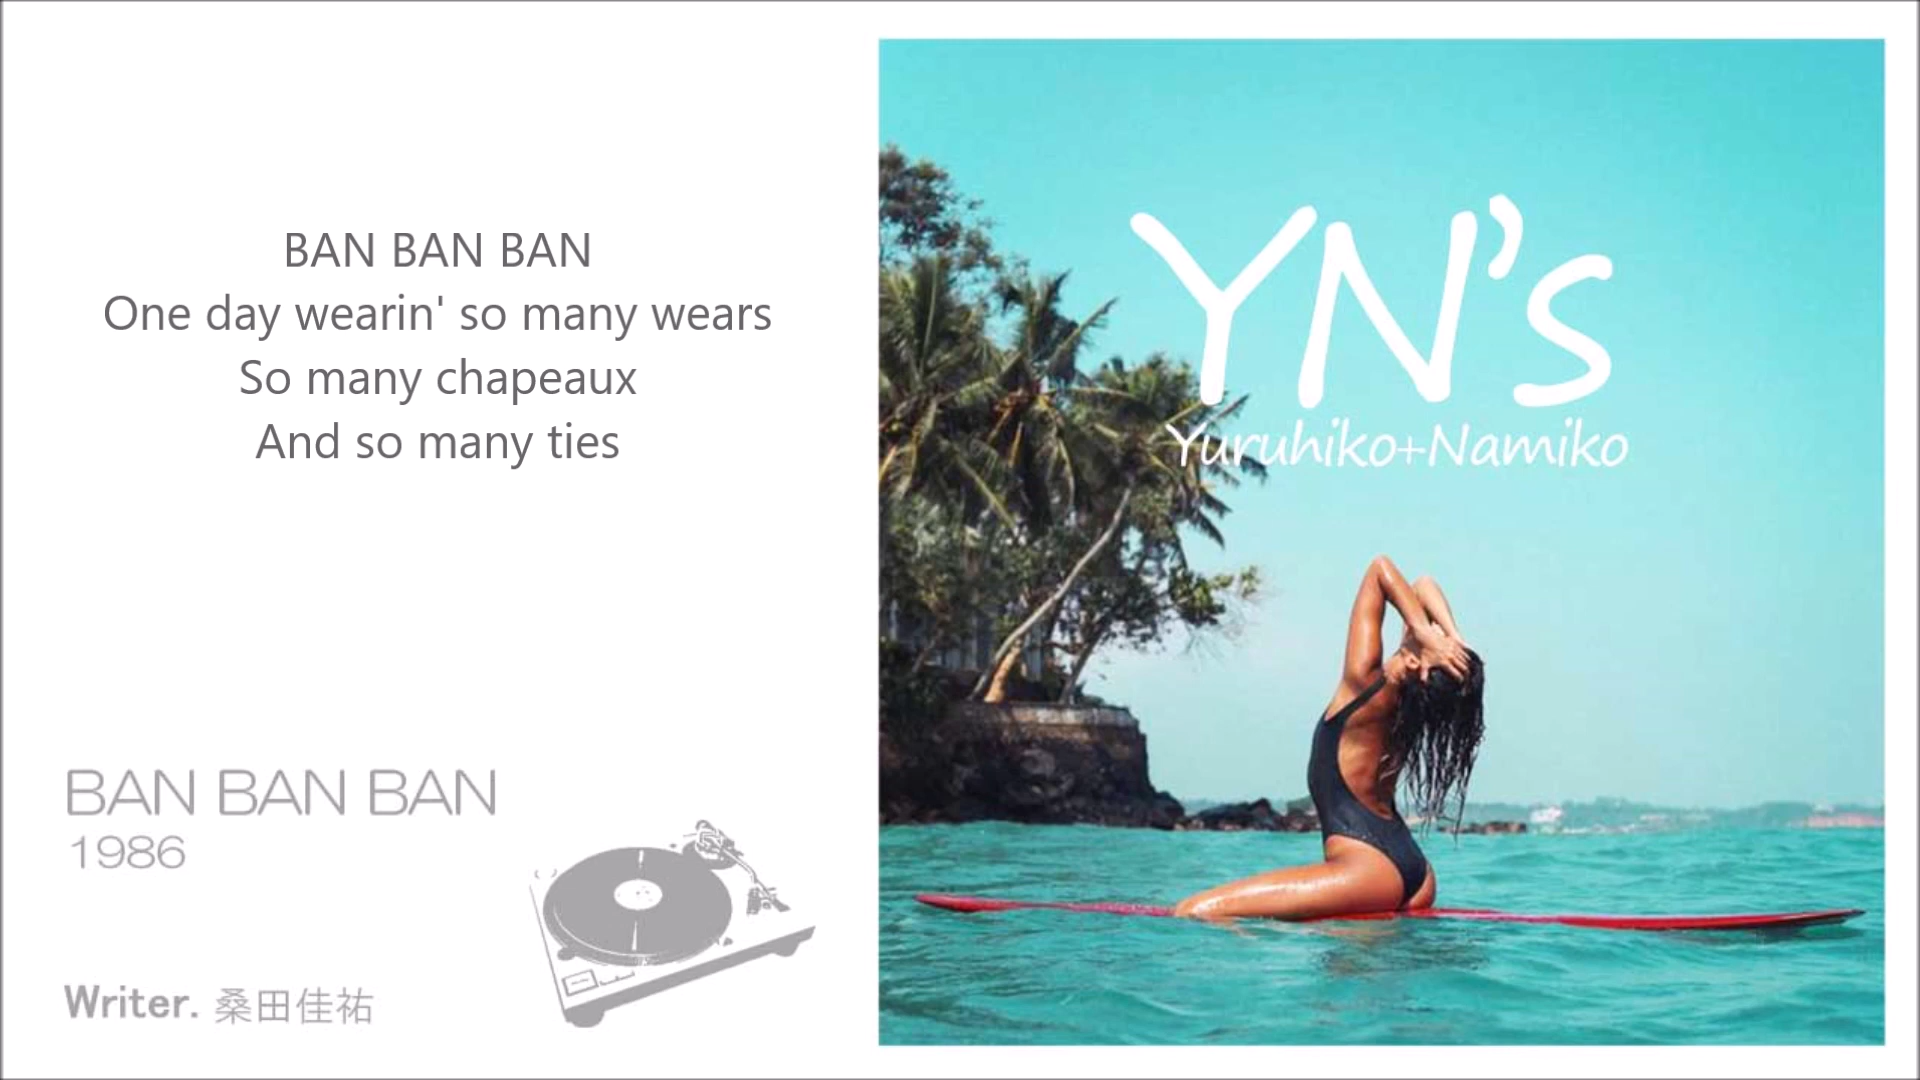 BAN BAN BAN
One day wearin' so many wears
So many chapeaux
And so many ties
BAN BAN BAN
1986
Writer. 桑田佳祐
YN's
Yuruhiko+Namiko